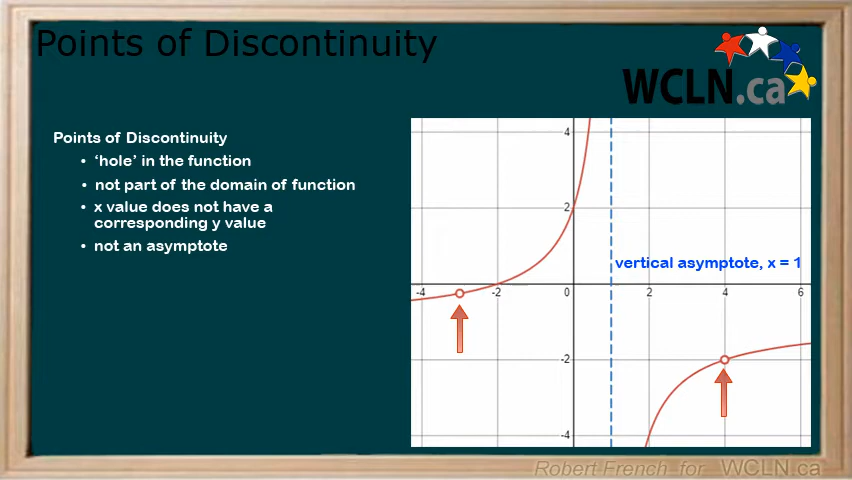 Points of Discontinuity
WCLN.ca
Points of Discontinuity
• ‘hole’ in the function
• not part of the domain of function
• x value does not have a
corresponding y value
• not an asymptote
4
2
vertical asymptote, x = 1
-4 -2 0 2 4 6
-2
-4
Robert French for WCLN.ca